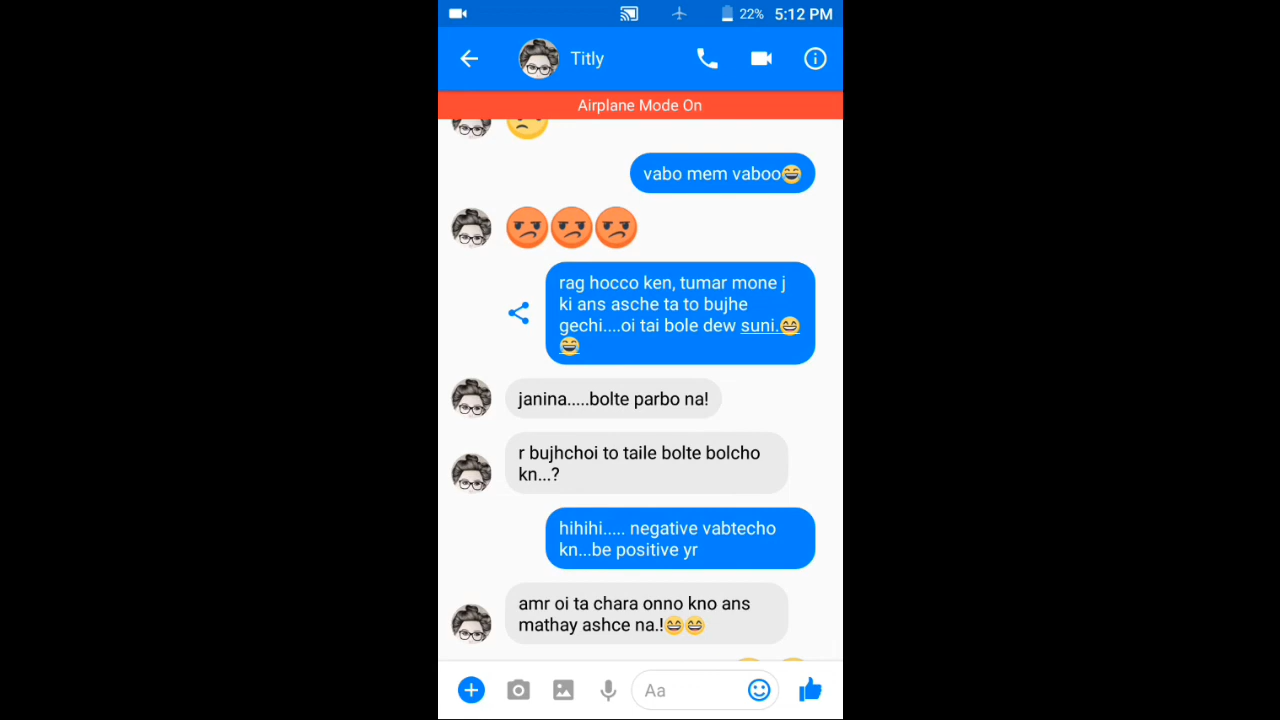 22% 5:12 PM
Titly
Airplane Mode On
vabo mem vaboo😄
😡😡😡
rag hocco ken, tumar mone j
ki ans asche ta to bujhe
gechi....oi tai bole dew suni.😄
😄
janina.....bolte parbo na!
r bujhchoi to taile bolte bolcho
kn...?
hihihi..... negative vabtecho
kn...be positive yr
amr oi ta chara onno kno ans
mathay ashce na.!😄😄
Aa